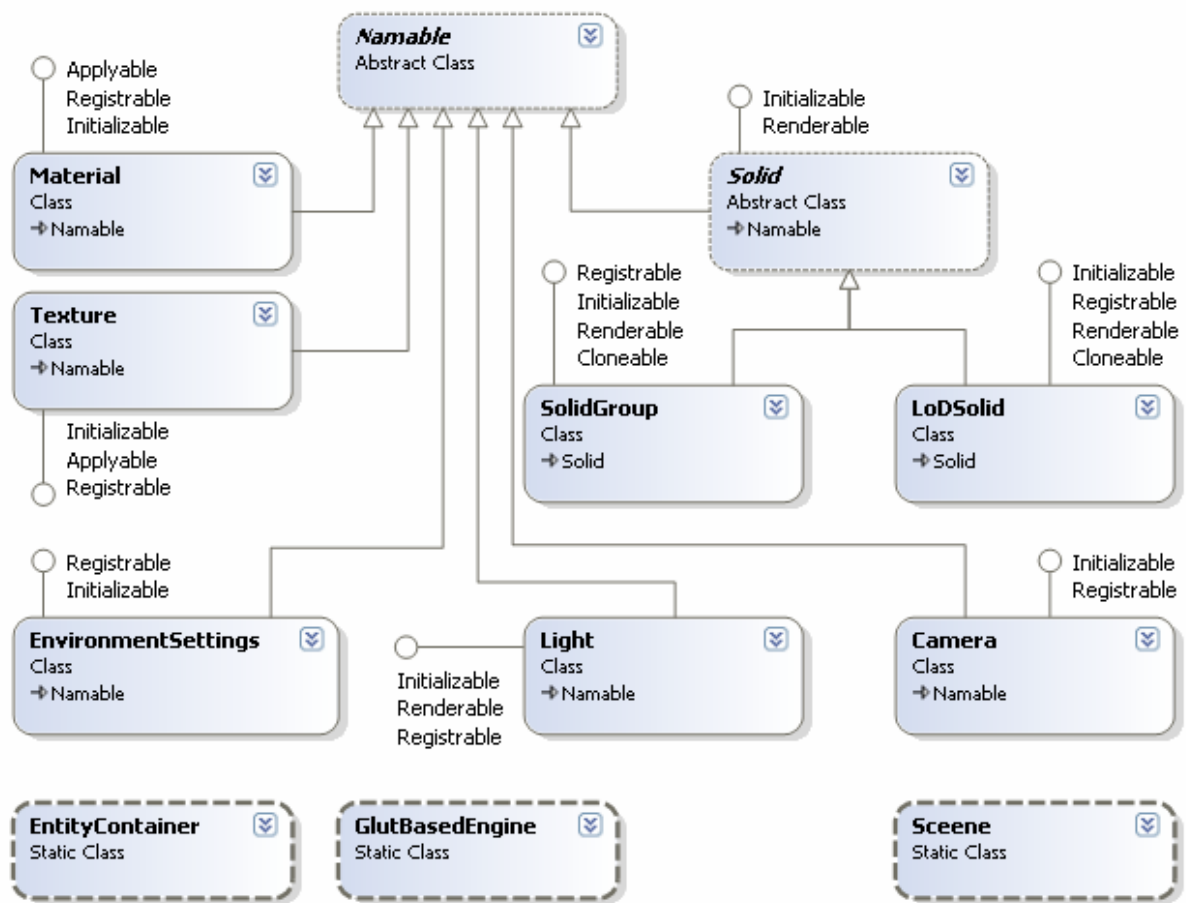 Namable
Abstract Class
Applyable
Registrable
Initializable
Material
Class
Namable
Initializable
Renderable
Solid
Abstract Class
Namable
Texture
Class
Namable
Initializable
Applyable
Registrable
Registrable
Initializable
Renderable
Cloneable
SolidGroup
Class
Solid
Initializable
Registrable
Renderable
Cloneable
LoDSolid
Class
Solid
Registrable
Initializable
EnvironmentSettings
Class
Namable
Initializable
Renderable
Registrable
Light
Class
Namable
Initializable
Registrable
Camera
Class
Namable
EntityContainer
Static Class
GlutBasedEngine
Static Class
Sceene
Static Class